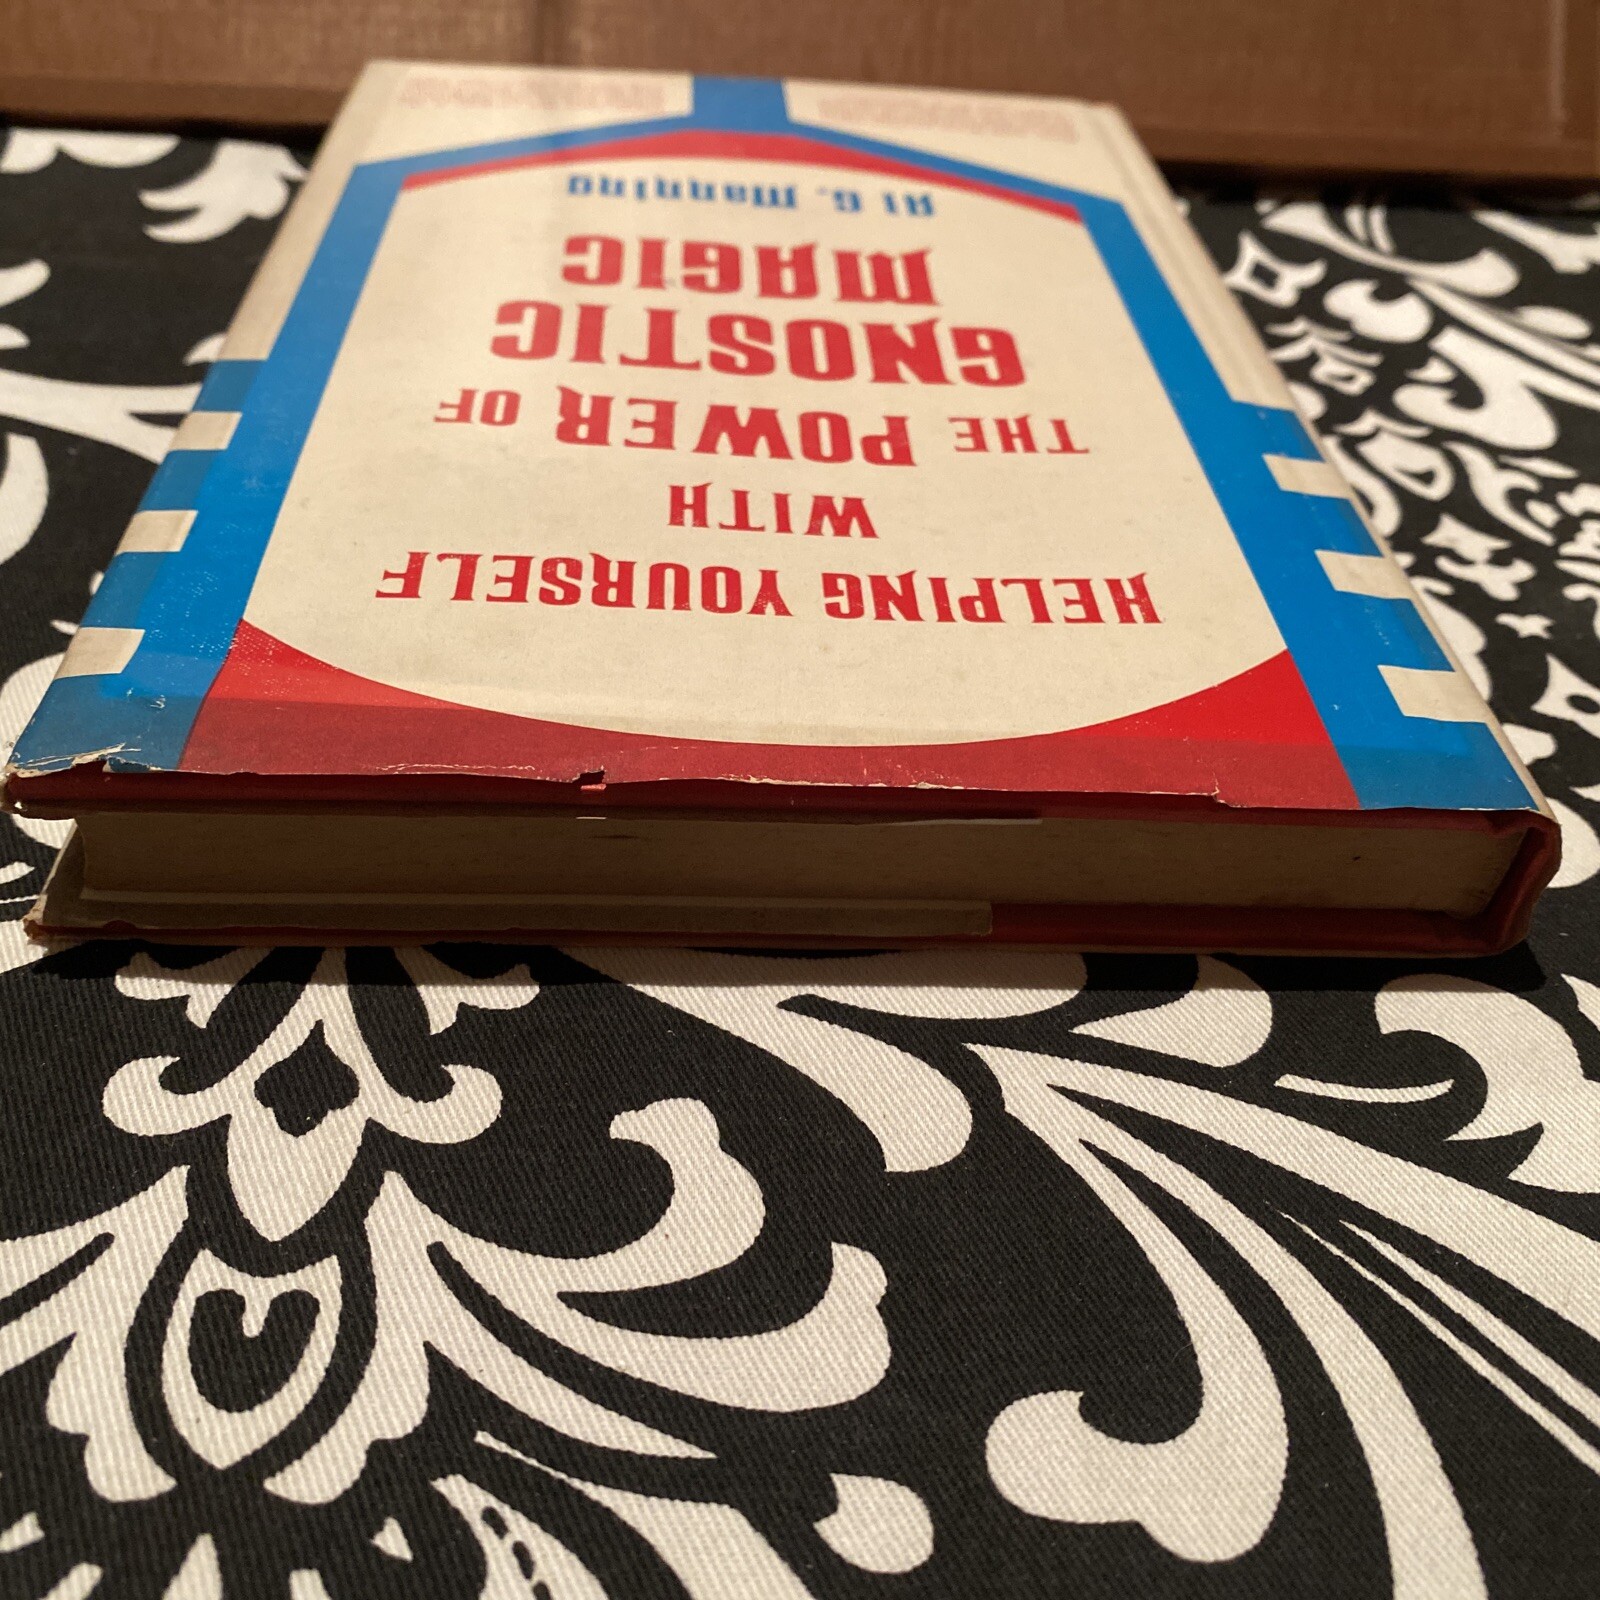 HELPING YOURSELF
WITH
THE POWER OF
GNOSTIC
MAGIC
Al G. Manning